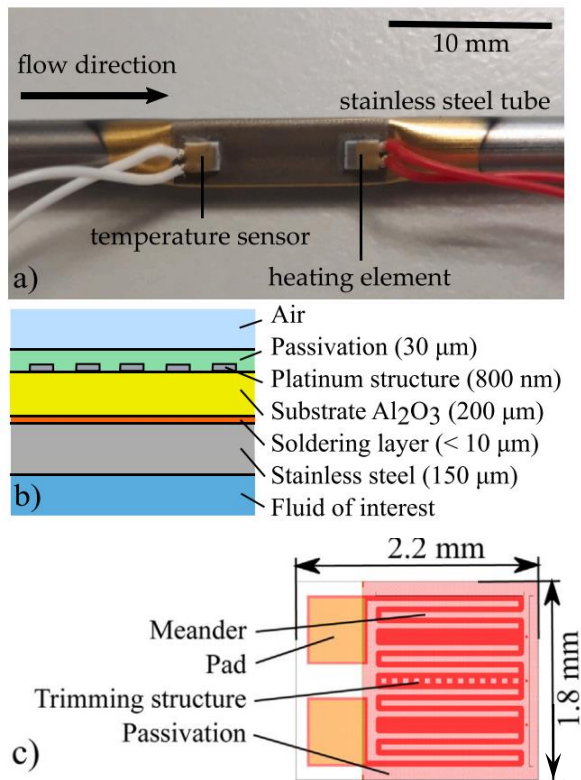 10 mm
flow direction
stainless steel tube
temperature sensor
heating element
a)
Air
Passivation (30 μm)
Platinum structure (800 nm)
Substrate Al₂O₃ (200 μm)
Soldering layer (< 10 μm)
Stainless steel (150 μm)
Fluid of interest
b)
2.2 mm
Meander
Pad
Trimming structure
Passivation
1.8 mm
c)